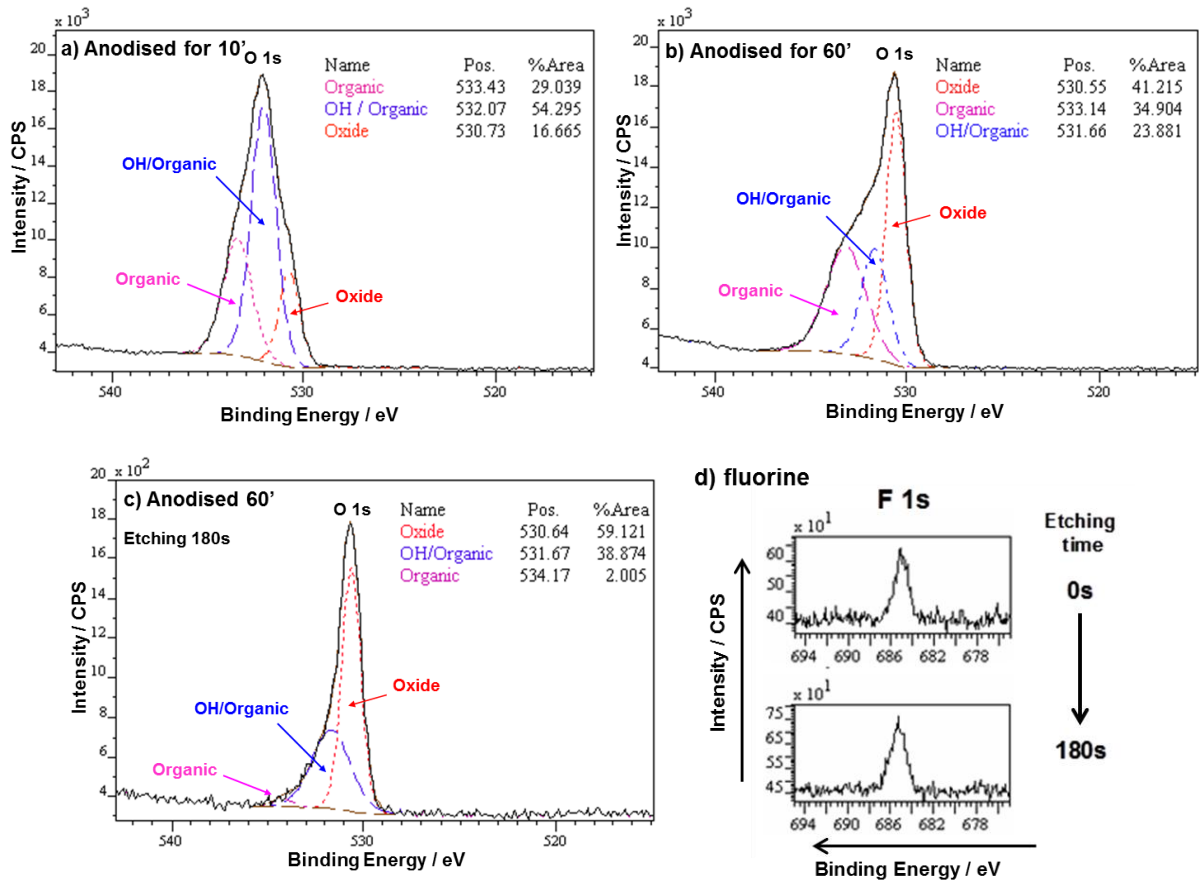 x 10³
a) Anodised for 10’
O 1s
Name Pos. %Area
Organic 533.43 29.039
OH / Organic 532.07 54.295
Oxide 530.73 16.665
20
18
16
14
12
10
8
6
4
OH/Organic
Organic
Oxide
540 530 520
Intensity / CPS
Binding Energy / eV
x 10³
b) Anodised for 60’
O 1s
Name Pos. %Area
Oxide 530.55 41.215
Organic 533.14 34.904
OH/Organic 531.66 23.881
20
18
16
14
12
10
8
6
4
OH/Organic
Oxide
Organic
540 530 520
Intensity / CPS
Binding Energy / eV
20 x 10²
c) Anodised 60’
O 1s
Etching 180s
Name Pos. %Area
Oxide 530.64 59.121
OH/Organic 531.67 38.874
Organic 534.17 2.005
18
16
14
12
10
8
6
4
Oxide
OH/Organic
Organic
540 530 520
Intensity / CPS
Binding Energy / eV
d) fluorine
F 1s
Etching
time
x 10¹
60
50
40
0s
694 690 686 682 678
x 10¹
75
65
55
45
180s
694 690 686 682 678
Intensity / CPS
Binding Energy / eV